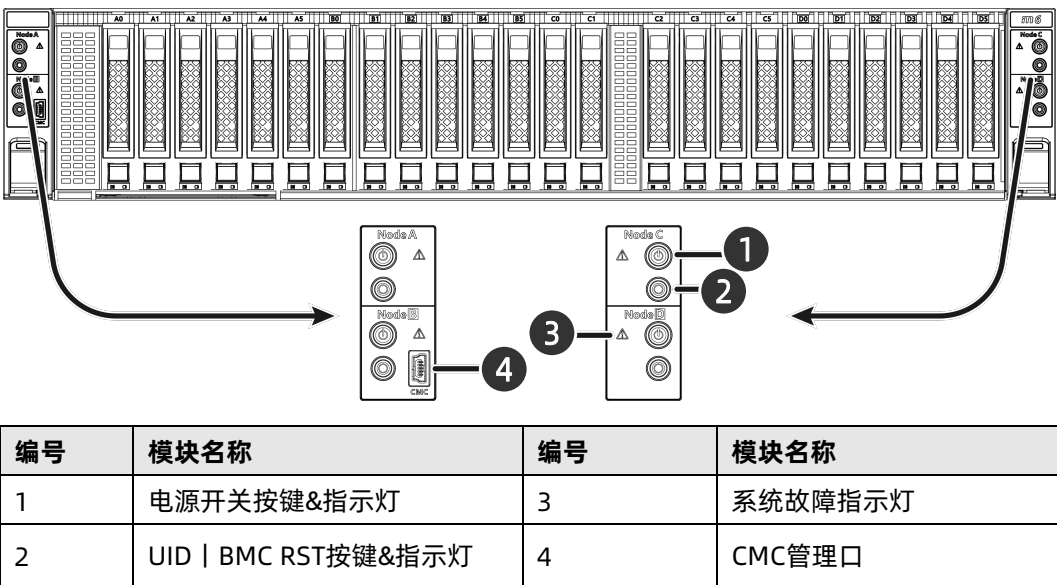 A0 A1 A2 A3 A4 A5 B0 B1 B2 B3 B4 B5 C0 C1 C2 C3 C4 C5 D0 D1 D2 D3 D4 D5 m6
Node A
Node C
CMC
Node A
Node C
1
2
Node B
Node D
3
4
CMC
编号 模块名称 编号 模块名称
1 电源开关按键&指示灯 3 系统故障指示灯
2 UID | BMC RST按键&指示灯 4 CMC管理口